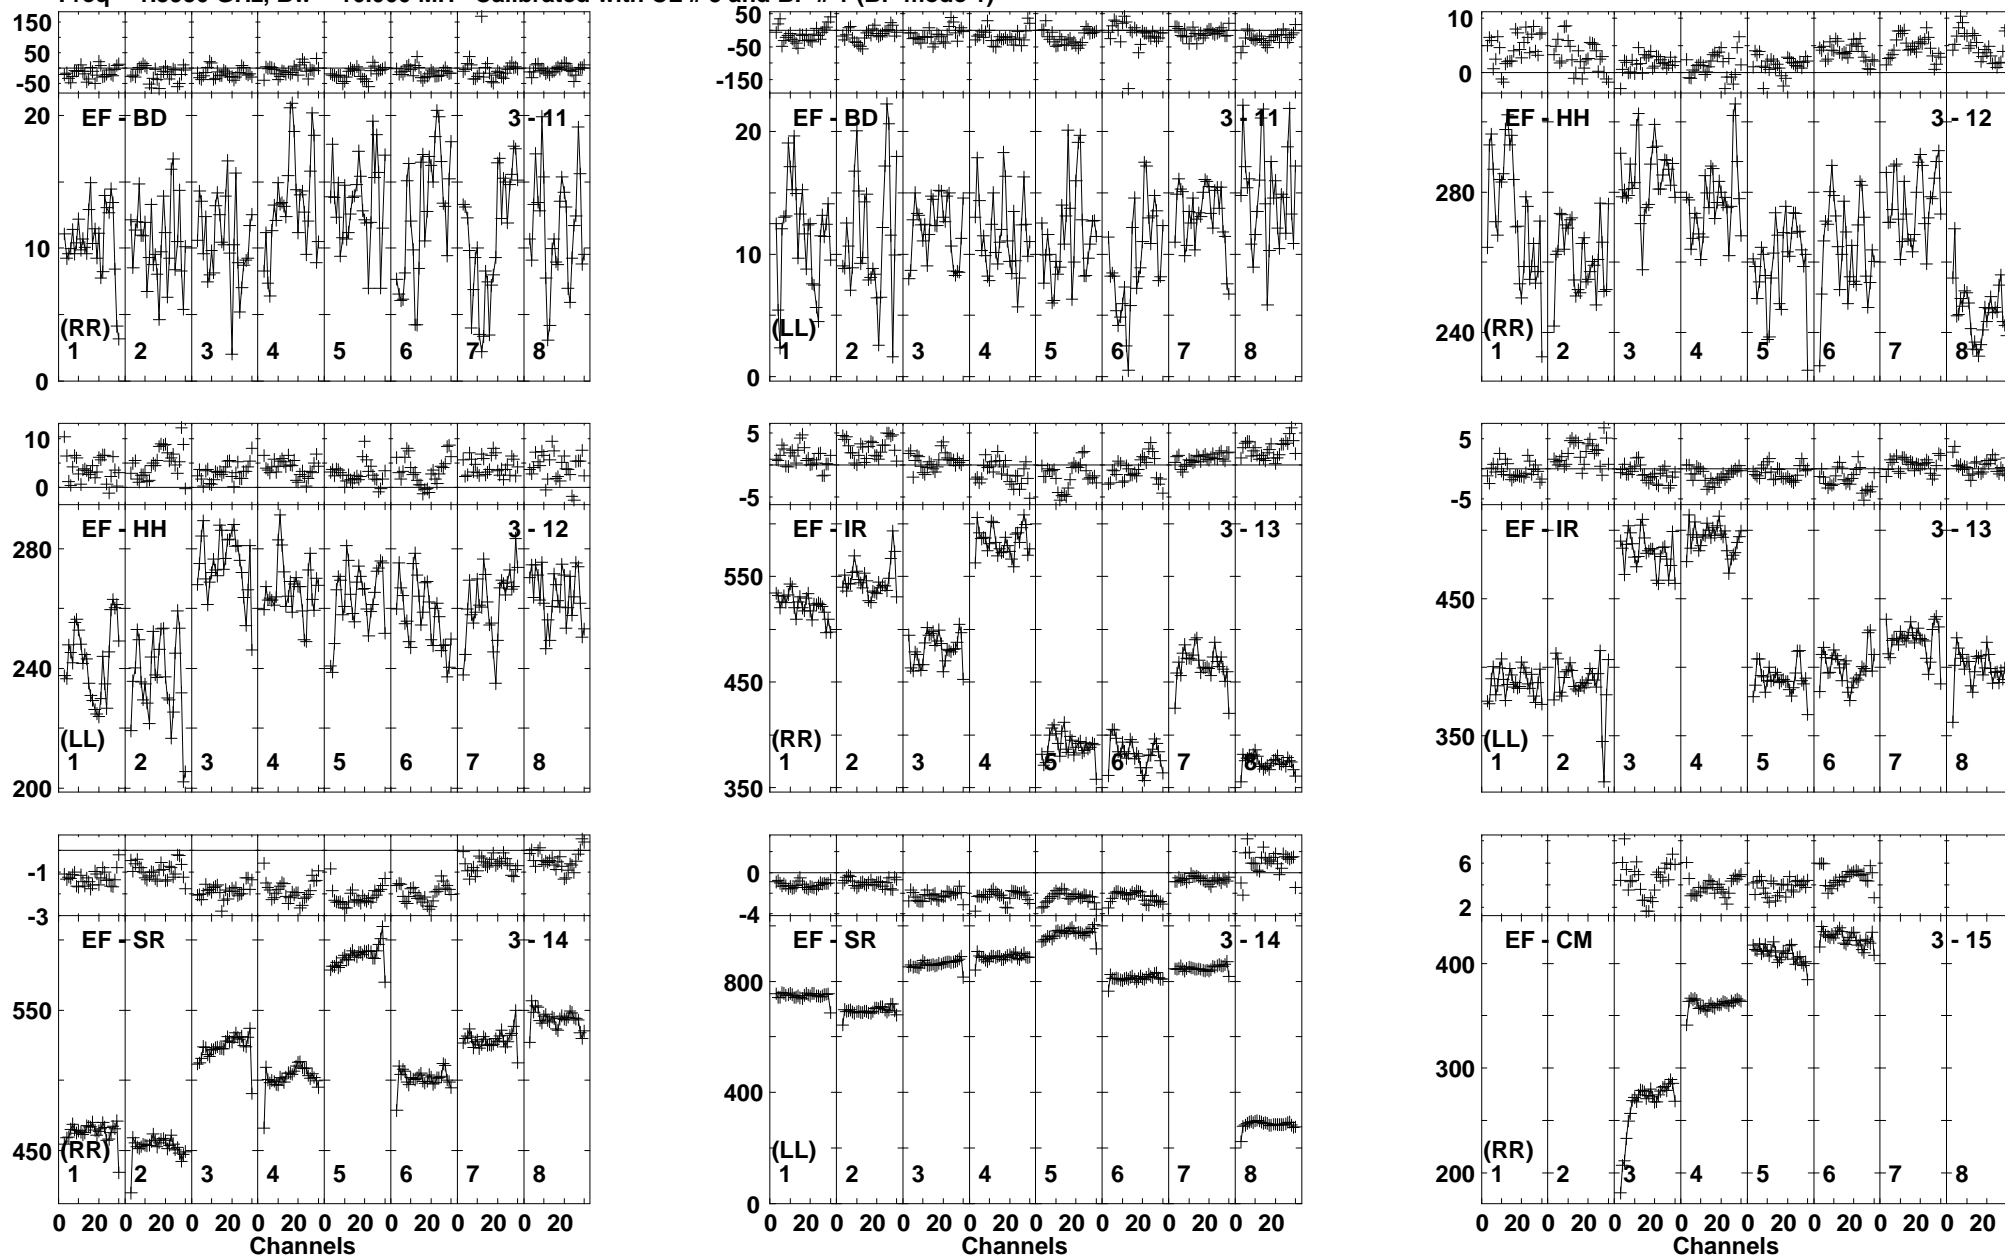 150 50 -50
EF - BD 3 - 11
20 10 0
(RR)
1 2 3 4 5 6 7 8
50 -50 -150
EF - BD 3 - 11
20 10 0
(LL)
1 2 3 4 5 6 7 8
10 0
EF - HH 3 - 12
280 240
(RR)
1 2 3 4 5 6 7 8
10 0
EF - HH 3 - 12
280 240 200
(LL)
1 2 3 4 5 6 7 8
5 -5
EF - IR 3 - 13
550 450 350
(RR)
1 2 3 4 5 6 7 8
5 -5
EF - IR 3 - 13
450 350
(LL)
1 2 3 4 5 6 7 8
-1 -3
EF - SR 3 - 14
550 450
(RR)
1 2 3 4 5 6 7 8
0 20 0 20 0 20 0 20 0 20 0 20 0 20 0 20
Channels
0 -4
EF - SR 3 - 14
800 400 0
(LL)
1 2 3 4 5 6 7 8
0 20 0 20 0 20 0 20 0 20 0 20 0 20 0 20
Channels
6 2
EF - CM 3 - 15
400 300 200
(RR)
1 2 3 4 5 6 7 8
0 20 0 20 0 20 0 20 0 20 0 20 0 20 0 20
Channels